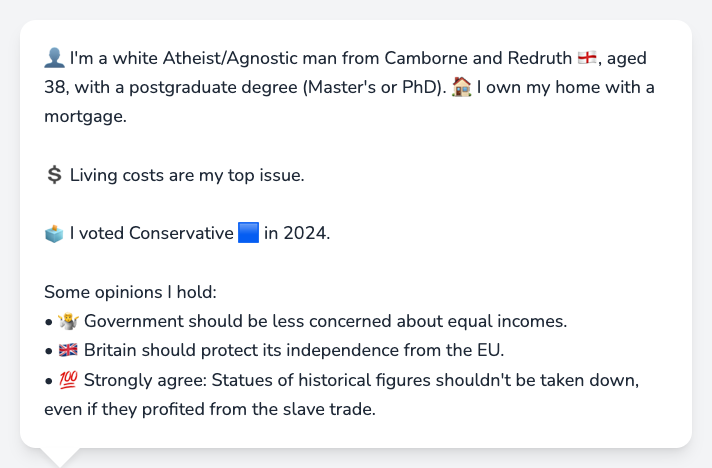 👤 I'm a white Atheist/Agnostic man from Camborne and Redruth 🏴󠁧󠁢󠁥󠁮󠁧󠁿, aged
38, with a postgraduate degree (Master's or PhD). 🏠 I own my home with a
mortgage.
💲 Living costs are my top issue.
🗳️ I voted Conservative 🟦 in 2024.
Some opinions I hold:
• 🤷 Government should be less concerned about equal incomes.
• 🇬🇧 Britain should protect its independence from the EU.
• 💯 Strongly agree: Statues of historical figures shouldn't be taken down,
even if they profited from the slave trade.